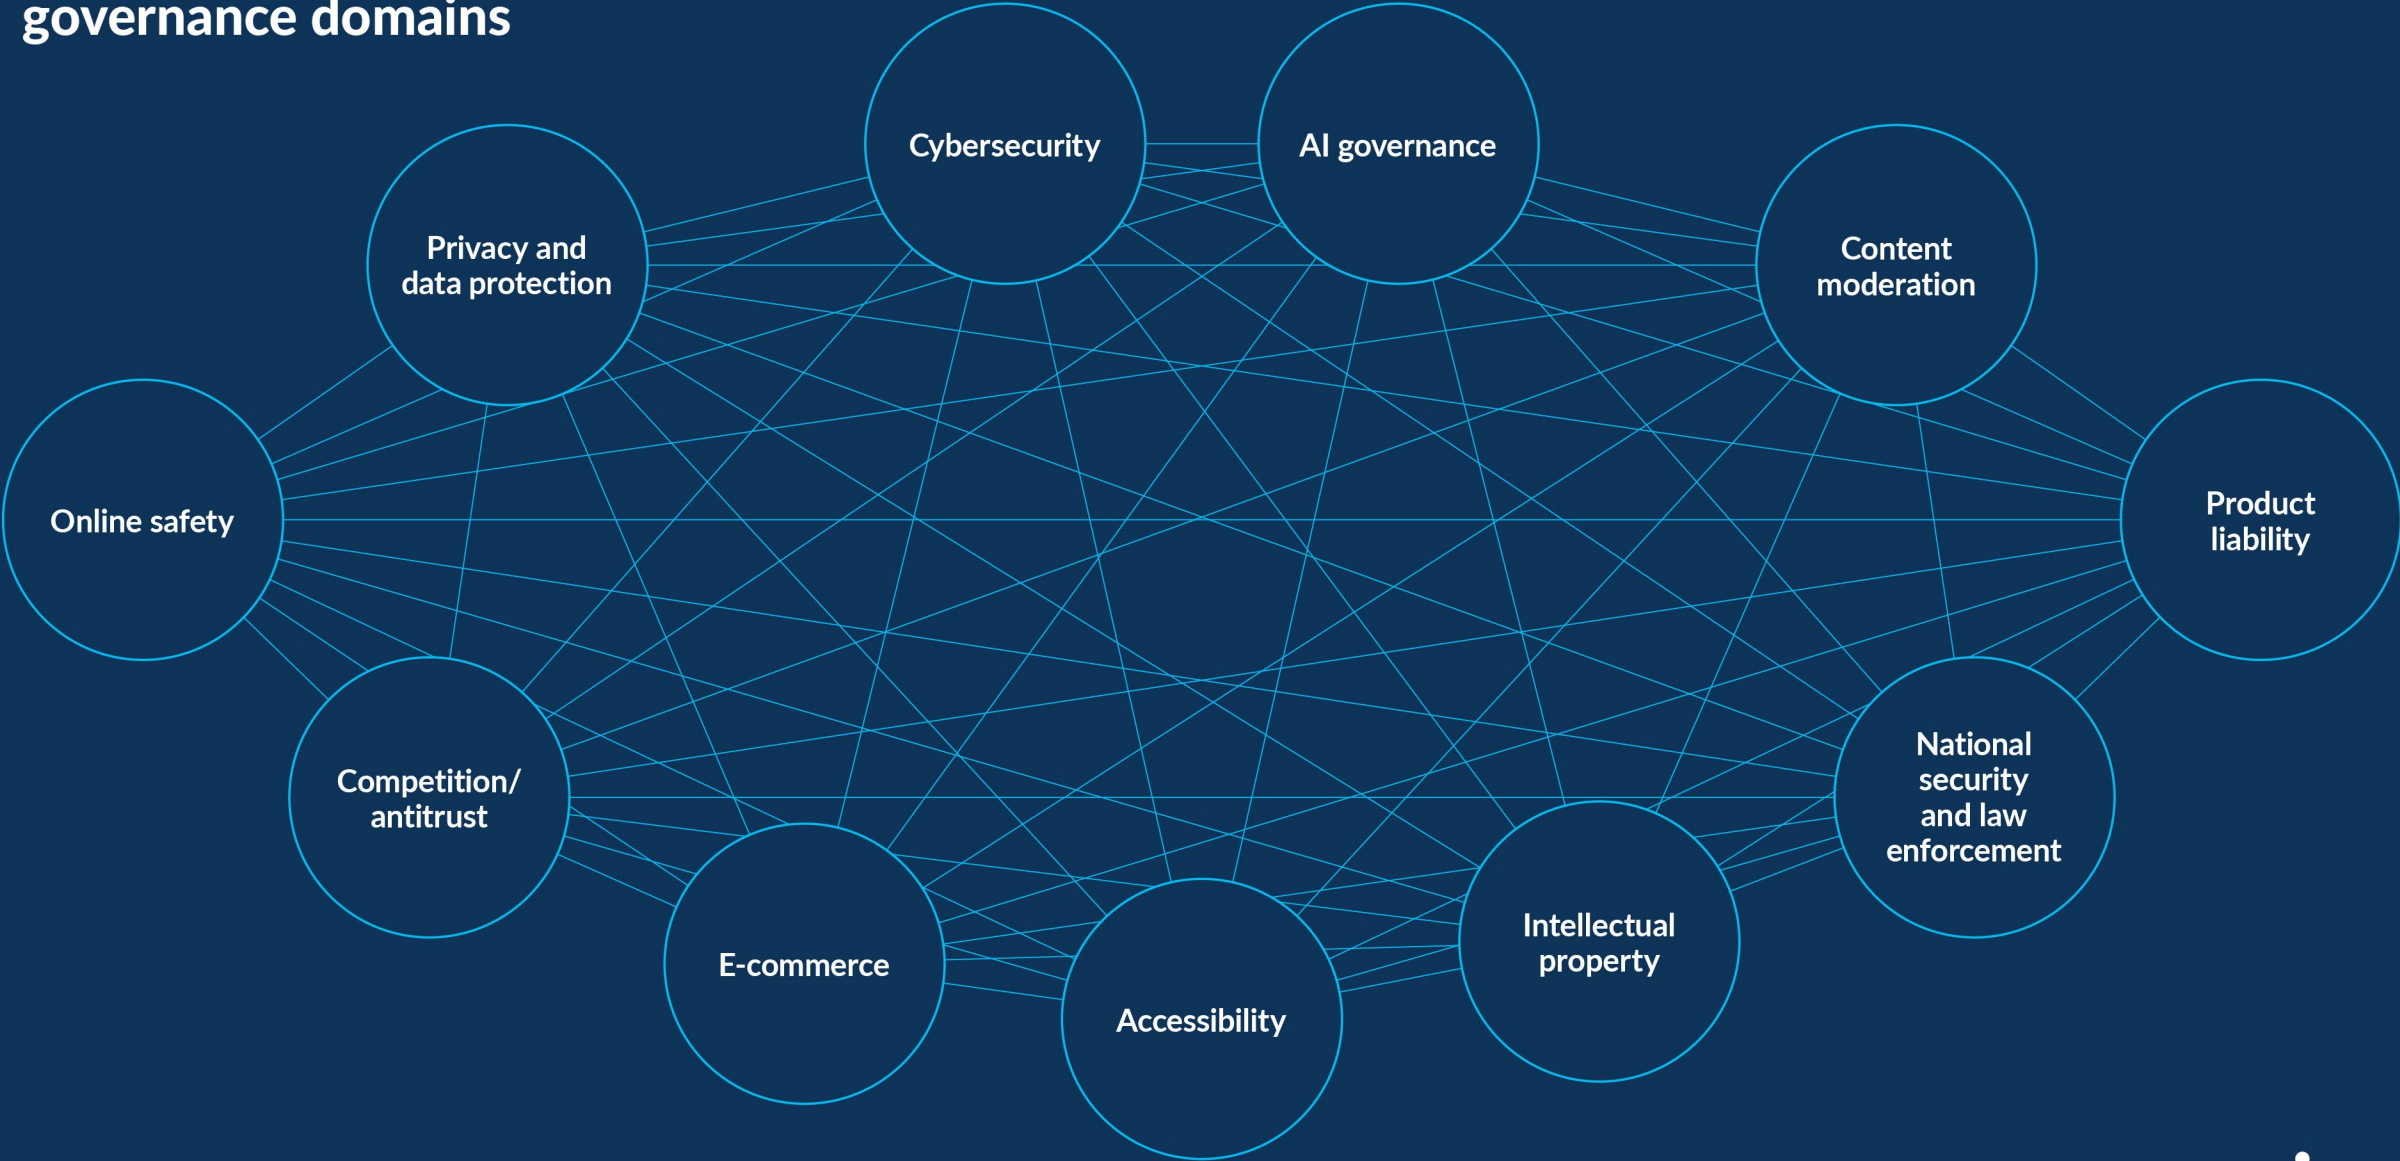 governance domains
Cybersecurity
AI governance
Privacy and
data protection
Content
moderation
Online safety
Product
liability
Competition/
antitrust
National
security
and law
enforcement
E-commerce
Intellectual
property
Accessibility